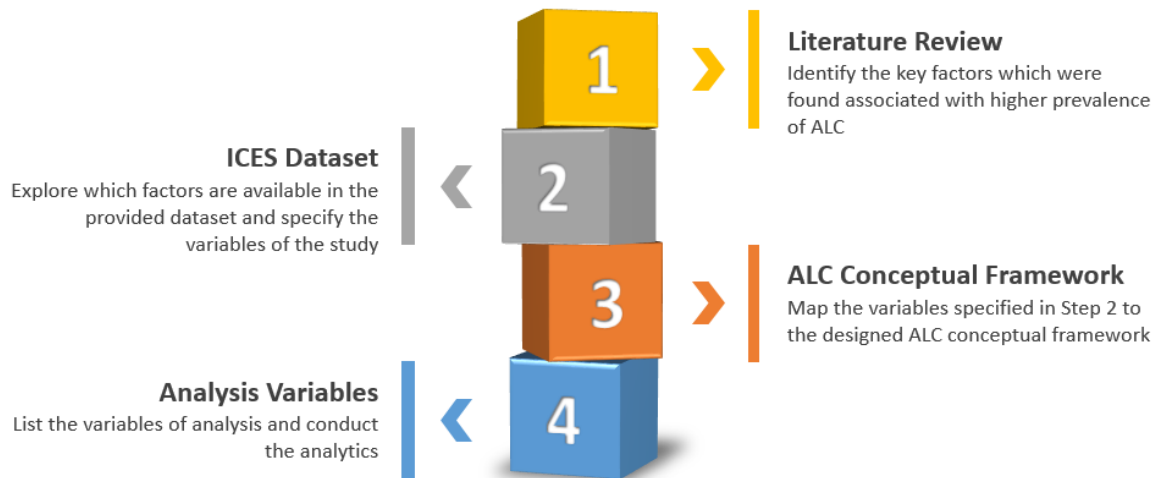 1
Literature Review
Identify the key factors which were
found associated with higher prevalence
of ALC
2
ICES Dataset
Explore which factors are available in the
provided dataset and specify the
variables of the study
3
ALC Conceptual Framework
Map the variables specified in Step 2 to
the designed ALC conceptual framework
4
Analysis Variables
List the variables of analysis and conduct
the analytics